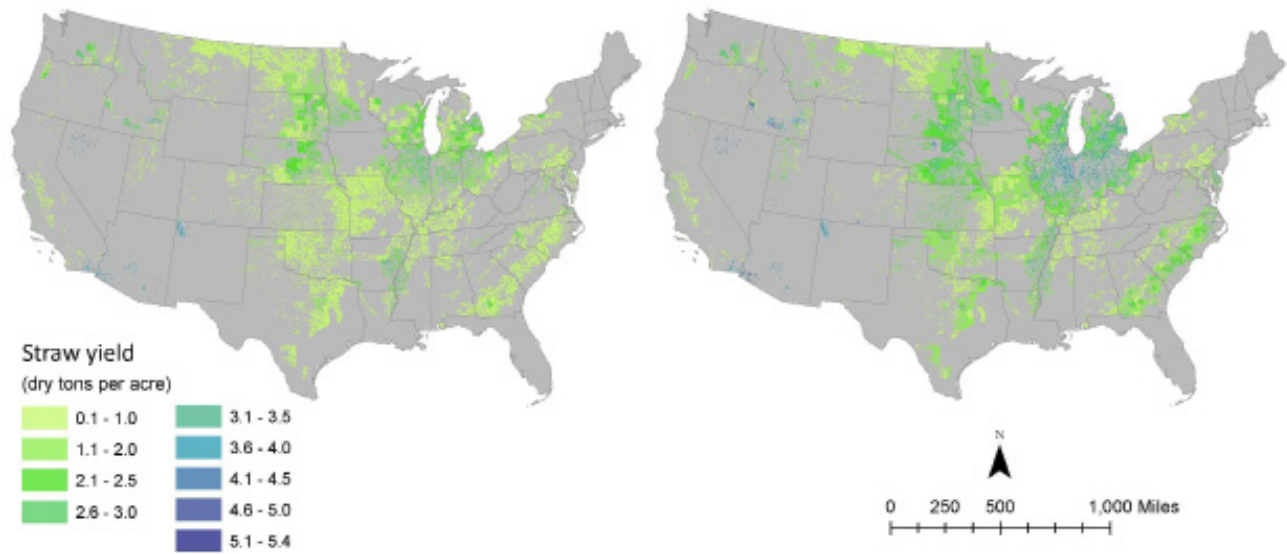 Straw yield
(dry tons per acre)
0.1 - 1.0
1.1 - 2.0
2.1 - 2.5
2.6 - 3.0
3.1 - 3.5
3.6 - 4.0
4.1 - 4.5
4.6 - 5.0
5.1 - 5.4
N
0 250 500 1,000 Miles